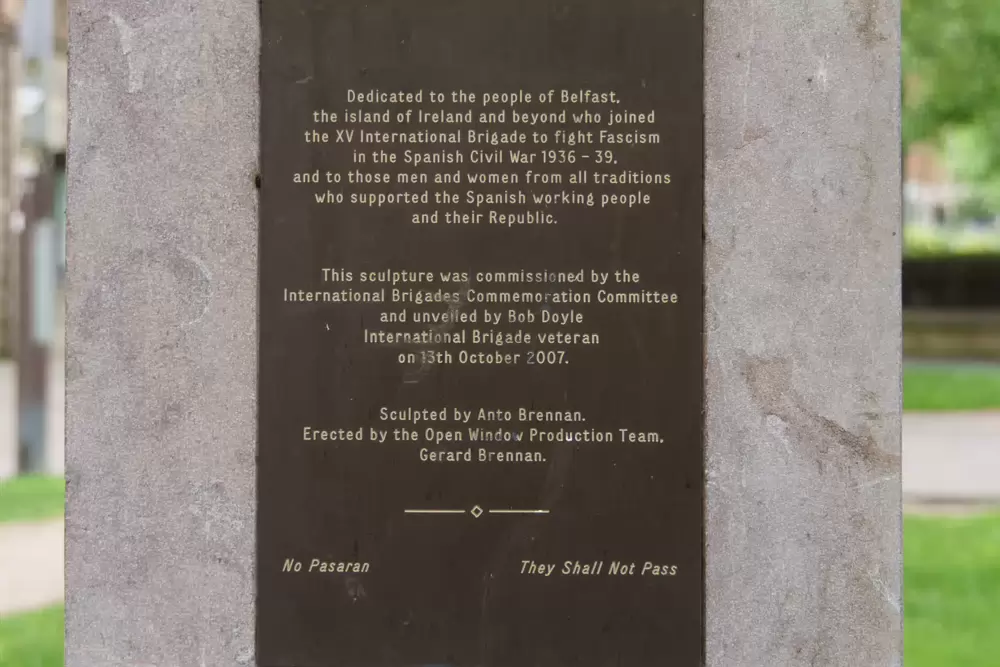 Dedicated to the people of Belfast,
the island of Ireland and beyond who joined
the XV International Brigade to fight Fascism
in the Spanish Civil War 1936 – 39,
and to those men and women from all traditions
who supported the Spanish working people
and their Republic.
This sculpture was commissioned by the
International Brigades Commemoration Committee
and unveiled by Bob Doyle
International Brigade veteran
on 13th October 2007.
Sculpted by Anto Brennan.
Erected by the Open Window Production Team,
Gerard Brennan.
No Pasaran
They Shall Not Pass